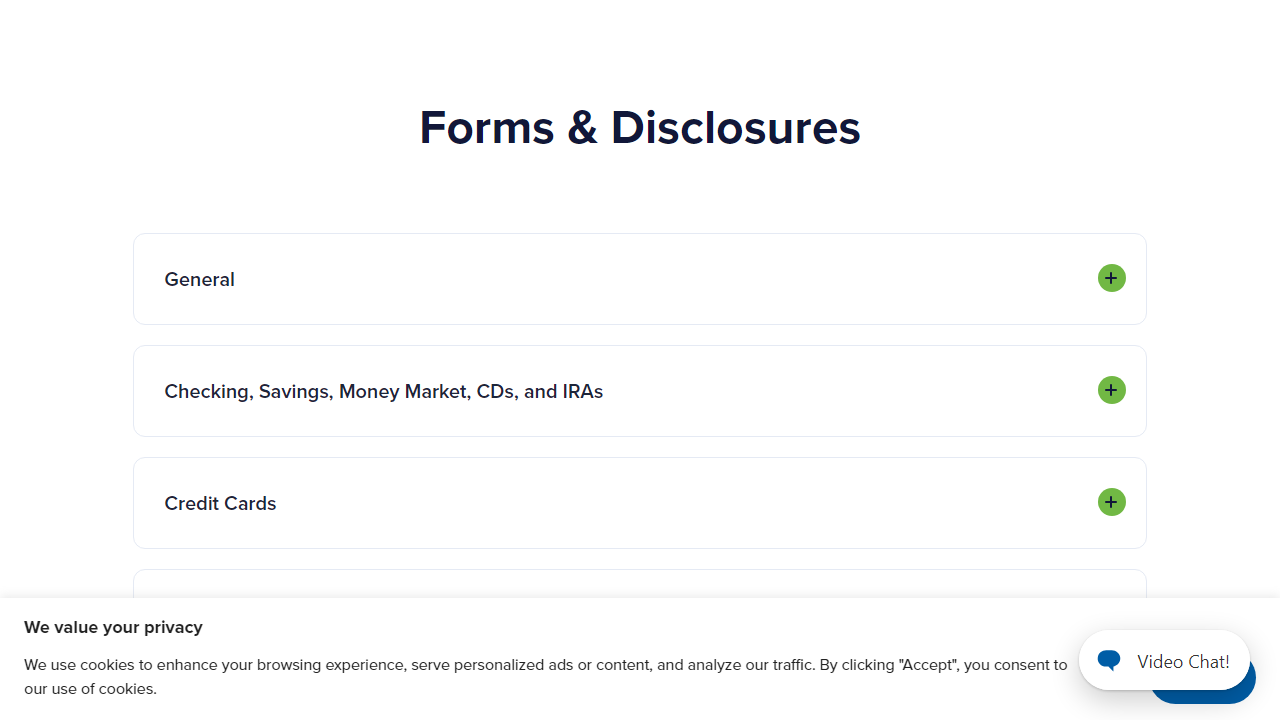 Forms & Disclosures
General
Checking, Savings, Money Market, CDs, and IRAs
Credit Cards
We value your privacy
We use cookies to enhance your browsing experience, serve personalized ads or content, and analyze our traffic. By clicking "Accept", you consent to
our use of cookies.
Video Chat!